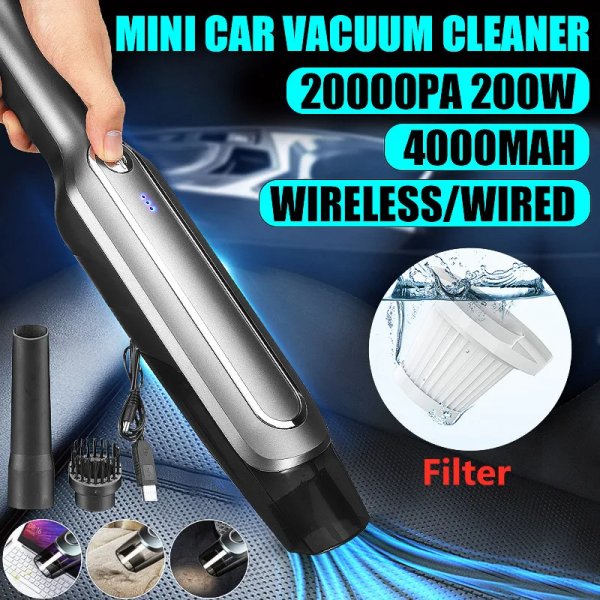 MINI CAR VACUUM CLEANER
20000PA 200W
4000MAH
WIRELESS/WIRED
Filter